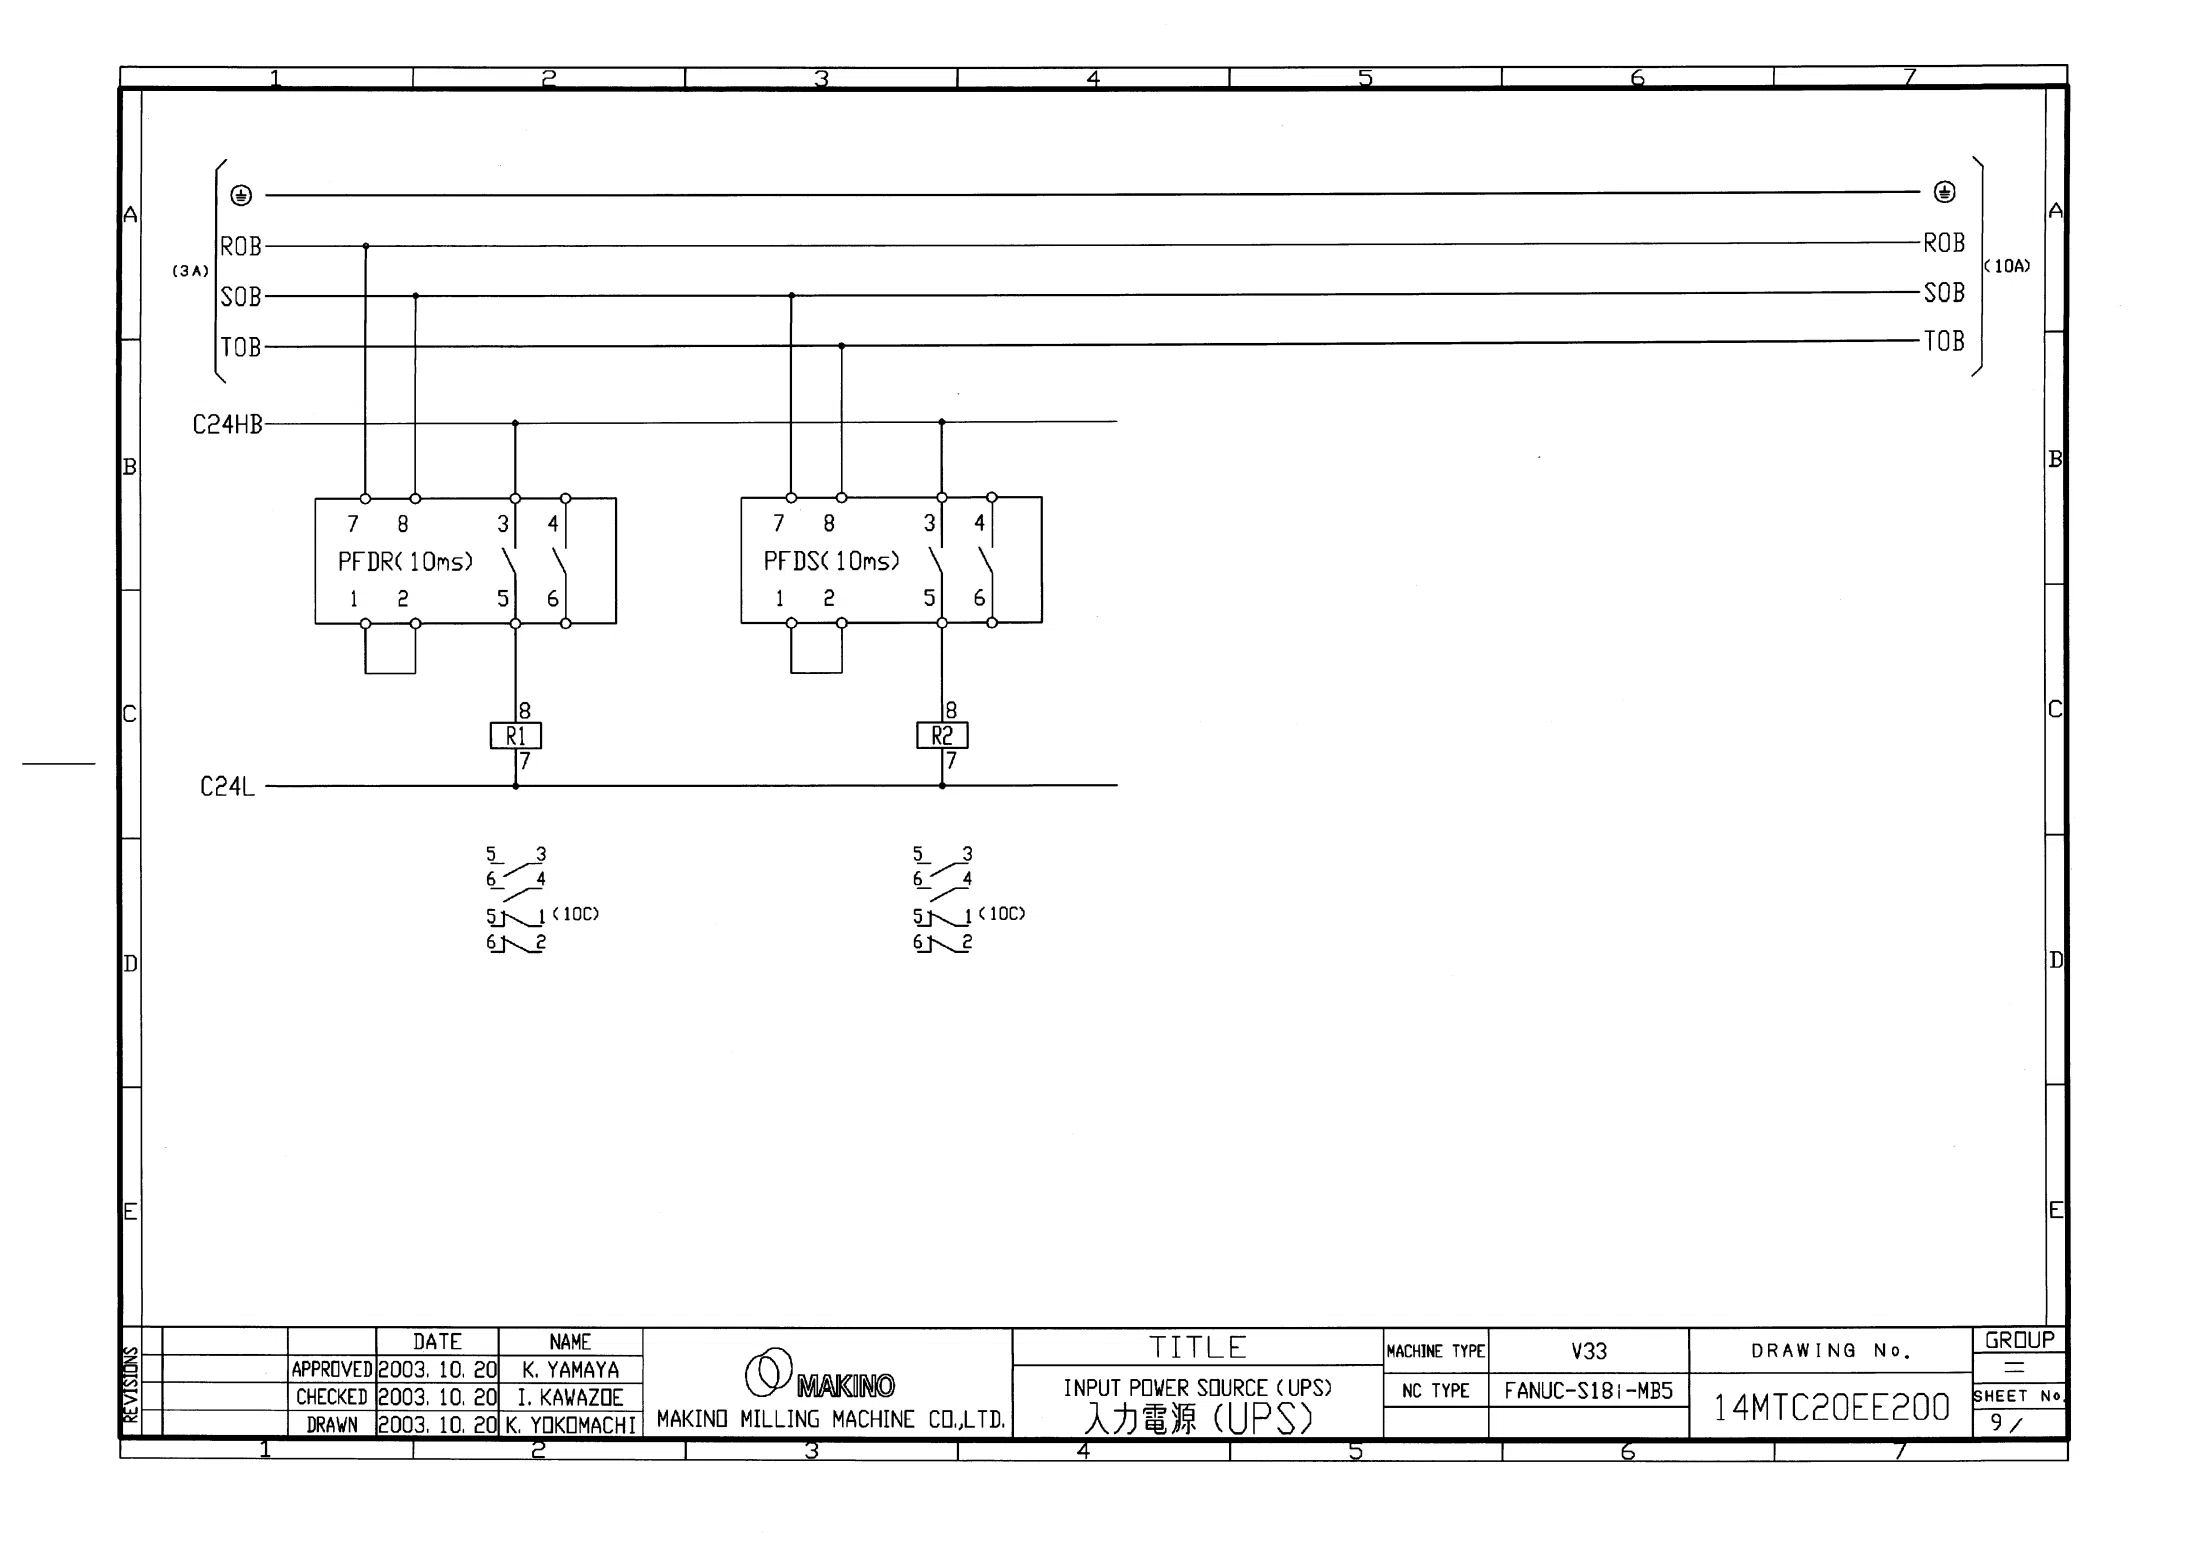 1 2 3 4 5 6 7
A A
ROB ROB
(3A) (10A)
SOB SOB
TOB TOB
C24HB
B B
7 8 3 4 7 8 3 4
PFDR(10ms) PFDS(10ms)
1 2 5 6 1 2 5 6
C C
8 8
R1 R2
7 7
C24L
5 3 5 3
6 4 6 4
5 1 (10C) 5 1 (10C)
6 2 6 2
D D
E E
REVISIONS
DATE NAME
APPROVED 2003. 10. 20 K. YAMAYA
CHECKED 2003. 10. 20 I. KAWAZOE
DRAWN 2003. 10. 20 K. YOKOMACHI
MAKINO
MAKINO MILLING MACHINE CO.,LTD.
TITLE
INPUT POWER SOURCE (UPS)
入力電源 (UPS)
MACHINE TYPE V33
NC TYPE FANUC-S18i-MB5
DRAWING No.
14MTC20EE200
GROUP
=
SHEET No.
9/
1 2 3 4 5 6 7